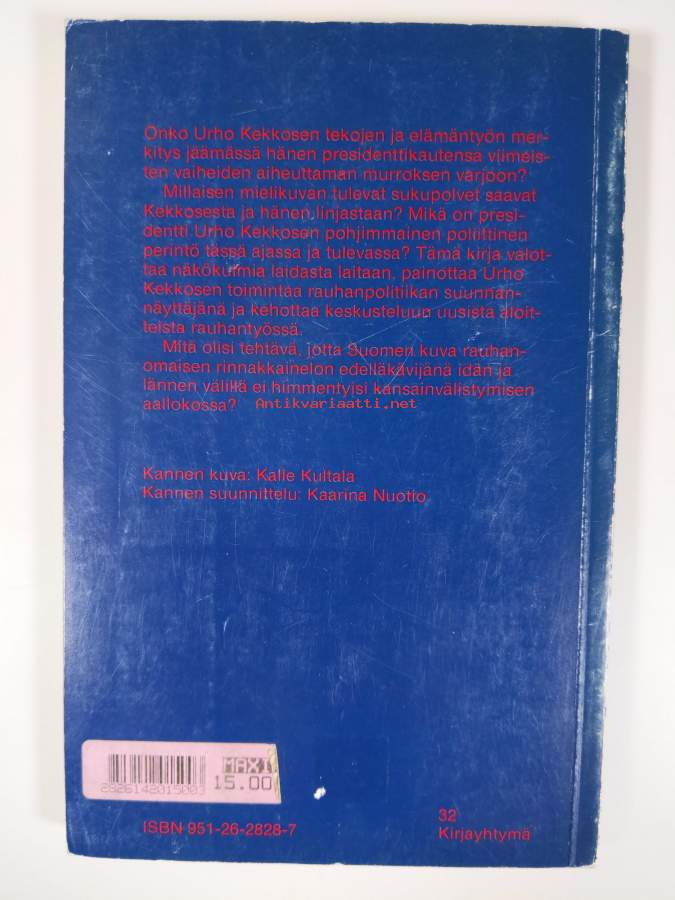 Onko Urho Kekkosen tekojen ja elämäntyön mer-
kitys jäämässä hänen presidenttikautensa viimeis-
ten vaiheiden aiheuttaman murroksen varjoon?
Millaisen mielikuvan tulevat sukupolvet saavat
Kekkosesta ja hänen linjastaan? Mikä on presi-
dentti Urho Kekkosen pohjimmainen poliittinen
perintö tässä ajassa ja tulevassa? Tämä kirja valot-
taa näkökulmia laidasta laitaan, painottaa Urho
Kekkosen toimintaa rauhanpolitiikan suunnan-
näyttäjänä ja kehottaa keskusteluun uusista aloit-
teista rauhantyössä.
Mitä olisi tehtävä, jotta Suomen kuva rauhan-
omaisen rinnakkainelon edelläkävijänä idän ja
lännen välillä ei himmentyisi kansainvälistymisen
aallokossa? Antikvariaatti.net
Kannen kuva: Kalle Kultala
Kannen suunnittelu: Kaarina Nuotio
MAXI
15.00
2826142015003
ISBN 951-26-2828-7
32
Kirjayhtymä